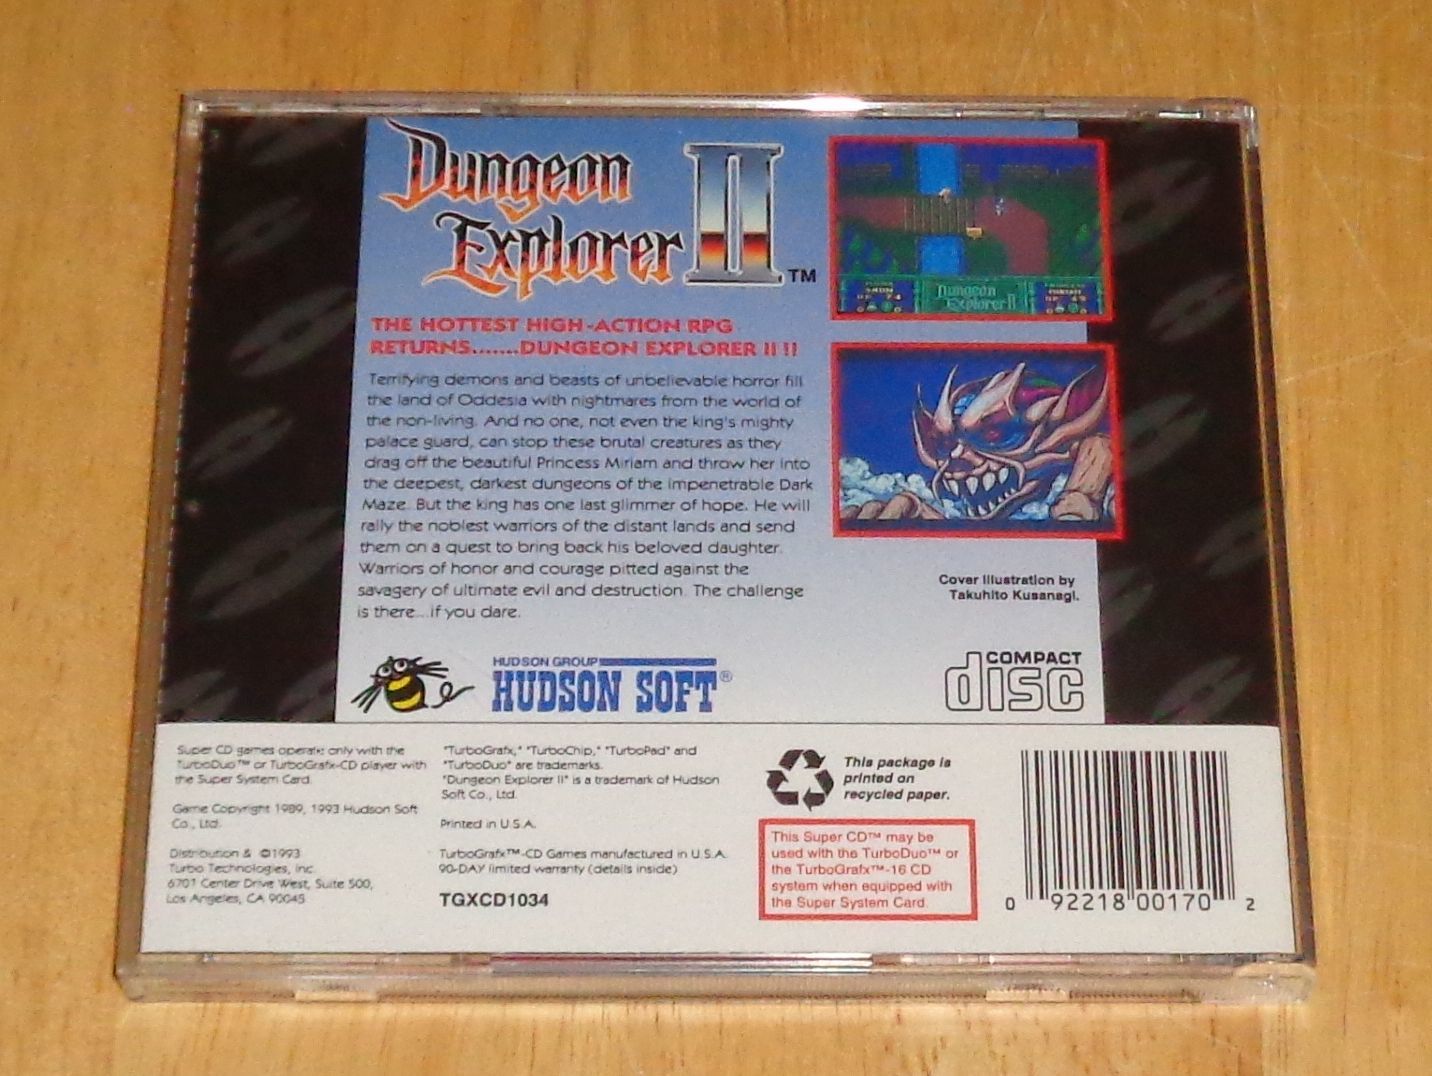 Dungeon
Explorer II™
THE HOTTEST HIGH-ACTION RPG
RETURNS.......DUNGEON EXPLORER II !!
Terrifying demons and beasts of unbelievable horror fill
the land of Oddesia with nightmares from the world of
the non-living. And no one, not even the king's mighty
palace guard, can stop these brutal creatures as they
drag off the beautiful Princess Miriam and throw her into
the deepest, darkest dungeons of the impenetrable Dark
Maze. But the king has one last glimmer of hope. He will
rally the noblest warriors of the distant lands and send
them on a quest to bring back his beloved daughter.
Warriors of honor and courage pitted against the
savagery of ultimate evil and destruction. The challenge
is there...if you dare.
Dungeon
Explorer II
Cover Illustration by
Takuhito Kusanagi.
HUDSON GROUP
HUDSON SOFT®
COMPACT
disc
Super CD games operate only with the
TurboDuo™ or TurboGrafx-CD player with
the Super System Card.
Game Copyright 1989, 1993 Hudson Soft
Co., Ltd.
Distribution & ©1993
Turbo Technologies, Inc.
6701 Center Drive West, Suite 500,
Los Angeles, CA 90045
"TurboGrafx," "TurboChip," "TurboPad" and
"TurboDuo" are trademarks.
"Dungeon Explorer II" is a trademark of Hudson
Soft Co., Ltd.
Printed in U.S.A.
TurboGrafx™-CD Games manufactured in U.S.A.
90-DAY limited warranty (details inside)
TGXCD1034
This package is
printed on
recycled paper.
This Super CD™ may be
used with the TurboDuo™ or
the TurboGrafx™-16 CD
system when equipped with
the Super System Card.
0 92218 00170 2